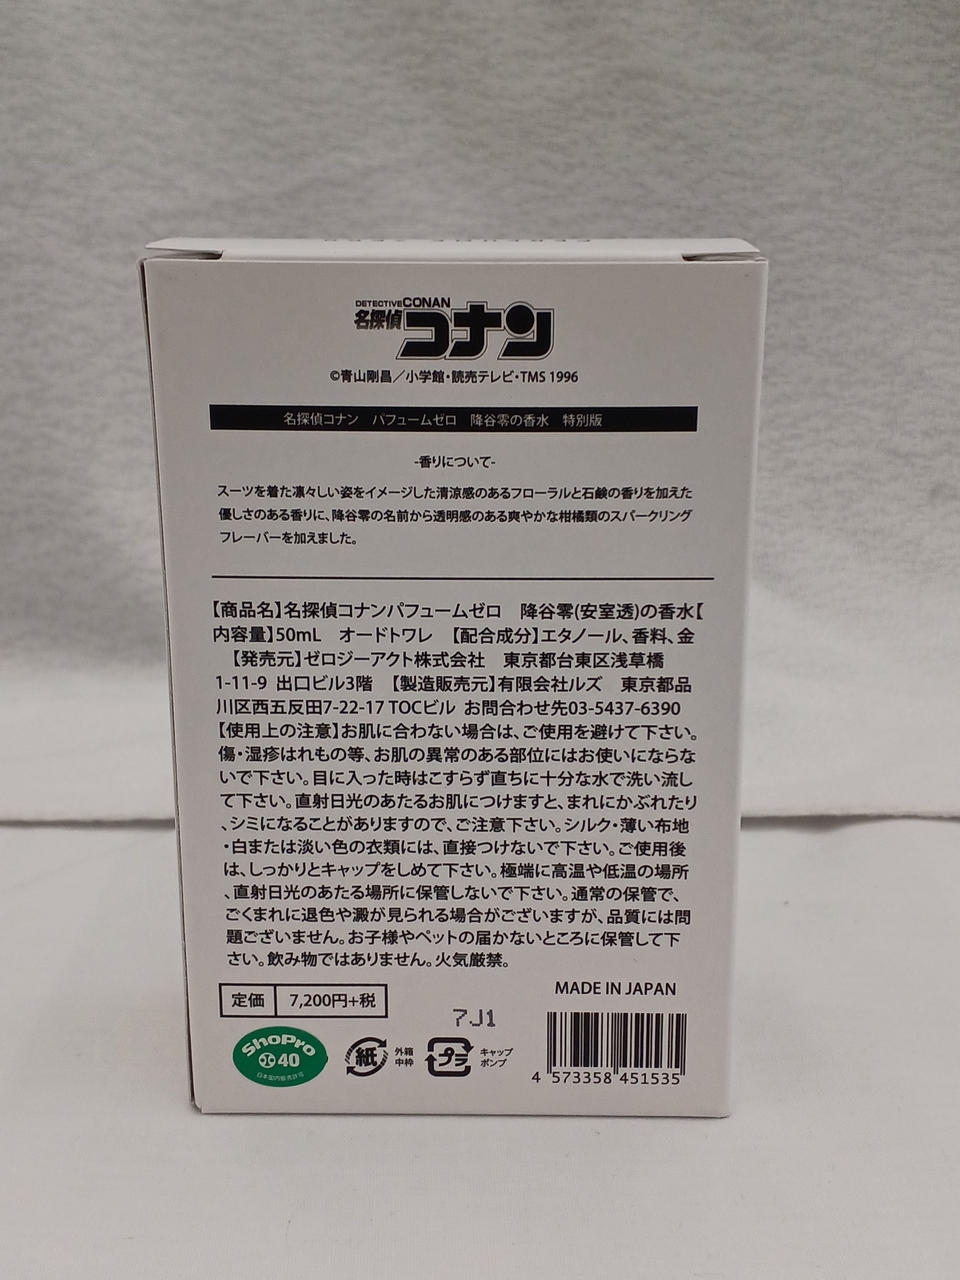 DETECTIVE CONAN
名探偵コナン
©青山剛昌／小学館・読売テレビ・TMS 1996
名探偵コナン　パフュームゼロ　降谷零の香水　特別版
-香りについて-
スーツを着た凛々しい姿をイメージした清涼感のあるフローラルと石鹸の香りを加えた
優しさのある香りに、降谷零の名前から透明感のある爽やかな柑橘類のスパークリング
フレーバーを加えました。
【商品名】名探偵コナンパフュームゼロ　降谷零(安室透)の香水【
内容量】50mL　オードトワレ　【配合成分】エタノール、香料、金
【発売元】ゼロジーアクト株式会社　東京都台東区浅草橋
1-11-9 出口ビル3階　【製造販売元】有限会社ルズ　東京都品
川区西五反田7-22-17 TOCビル お問合わせ先03-5437-6390
【使用上の注意】お肌に合わない場合は、ご使用を避けて下さい。
傷・湿疹はれもの等、お肌の異常のある部位にはお使いにならな
いで下さい。目に入った時はこすらず直ちに十分な水で洗い流し
て下さい。直射日光のあたるお肌につけますと、まれにかぶれたり
、シミになることがありますので、ご注意下さい。シルク・薄い布地
・白または淡い色の衣類には、直接つけないで下さい。ご使用後
は、しっかりとキャップをしめて下さい。極端に高温や低温の場所
、直射日光のあたる場所に保管しないで下さい。通常の保管で、
ごくまれに退色や澱が見られる場合がございますが、品質には問
題ございません。お子様やペットの届かないところに保管して下
さい。飲み物ではありません。火気厳禁。
定価　7,200円+税
7J1
MADE IN JAPAN
ShoPro
40
日本国内販売許可
紙 外箱
中枠
プラ キャップ
ポンプ
4 573358 451535